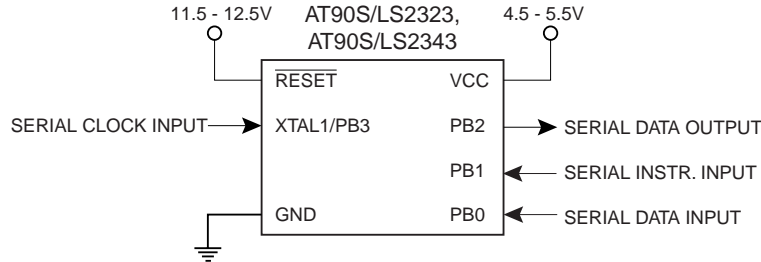 11.5 - 12.5V
AT90S/LS2323,
AT90S/LS2343
4.5 - 5.5V
RESET
VCC
SERIAL CLOCK INPUT
XTAL1/PB3
PB2
SERIAL DATA OUTPUT
PB1
SERIAL INSTR. INPUT
GND
PB0
SERIAL DATA INPUT